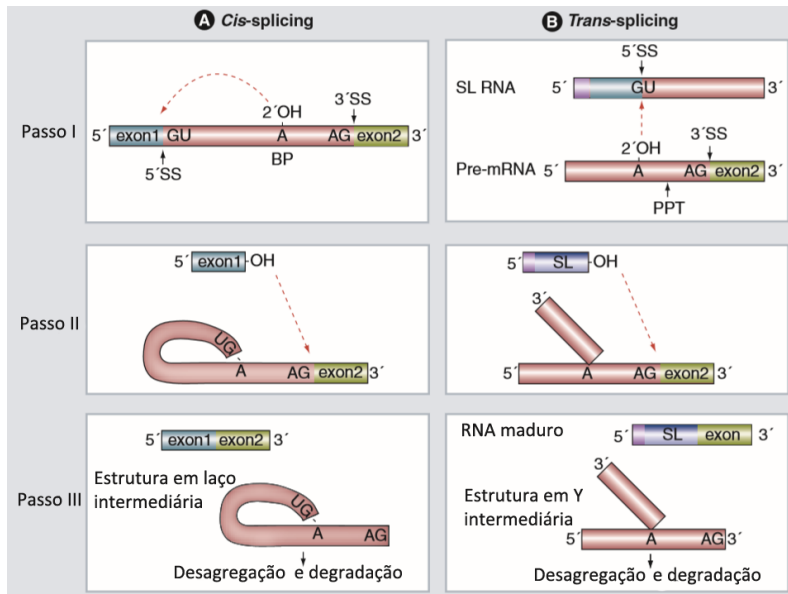 A Cis-splicing
B Trans-splicing
Passo I
5´ exon1 GU A AG exon2 3´
2´OH
3´SS
BP
5´SS
5´SS
SL RNA 5´ GU 3´
2´OH
3´SS
Pre-mRNA 5´ A AG exon2 3´
PPT
Passo II
5´ exon1 -OH
UG
A AG exon2 3´
5´ SL -OH
3´
5´ A AG exon2 3´
Passo III
5´ exon1 exon2 3´
Estrutura em laço
intermediária
UG
A AG
Desagregação e degradação
RNA maduro 5´ SL exon 3´
3´
Estrutura em Y
intermediária
5´ A AG 3´
Desagregação e degradação